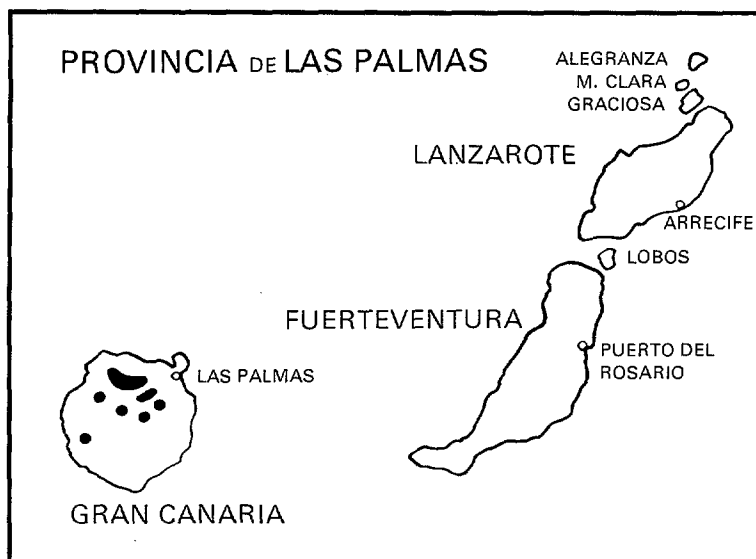 PROVINCIA DE LAS PALMAS
ALEGRANZA
M. CLARA
GRACIOSA
LANZAROTE
ARRECIFE
LOBOS
FUERTEVENTURA
PUERTO DEL
ROSARIO
LAS PALMAS
GRAN CANARIA